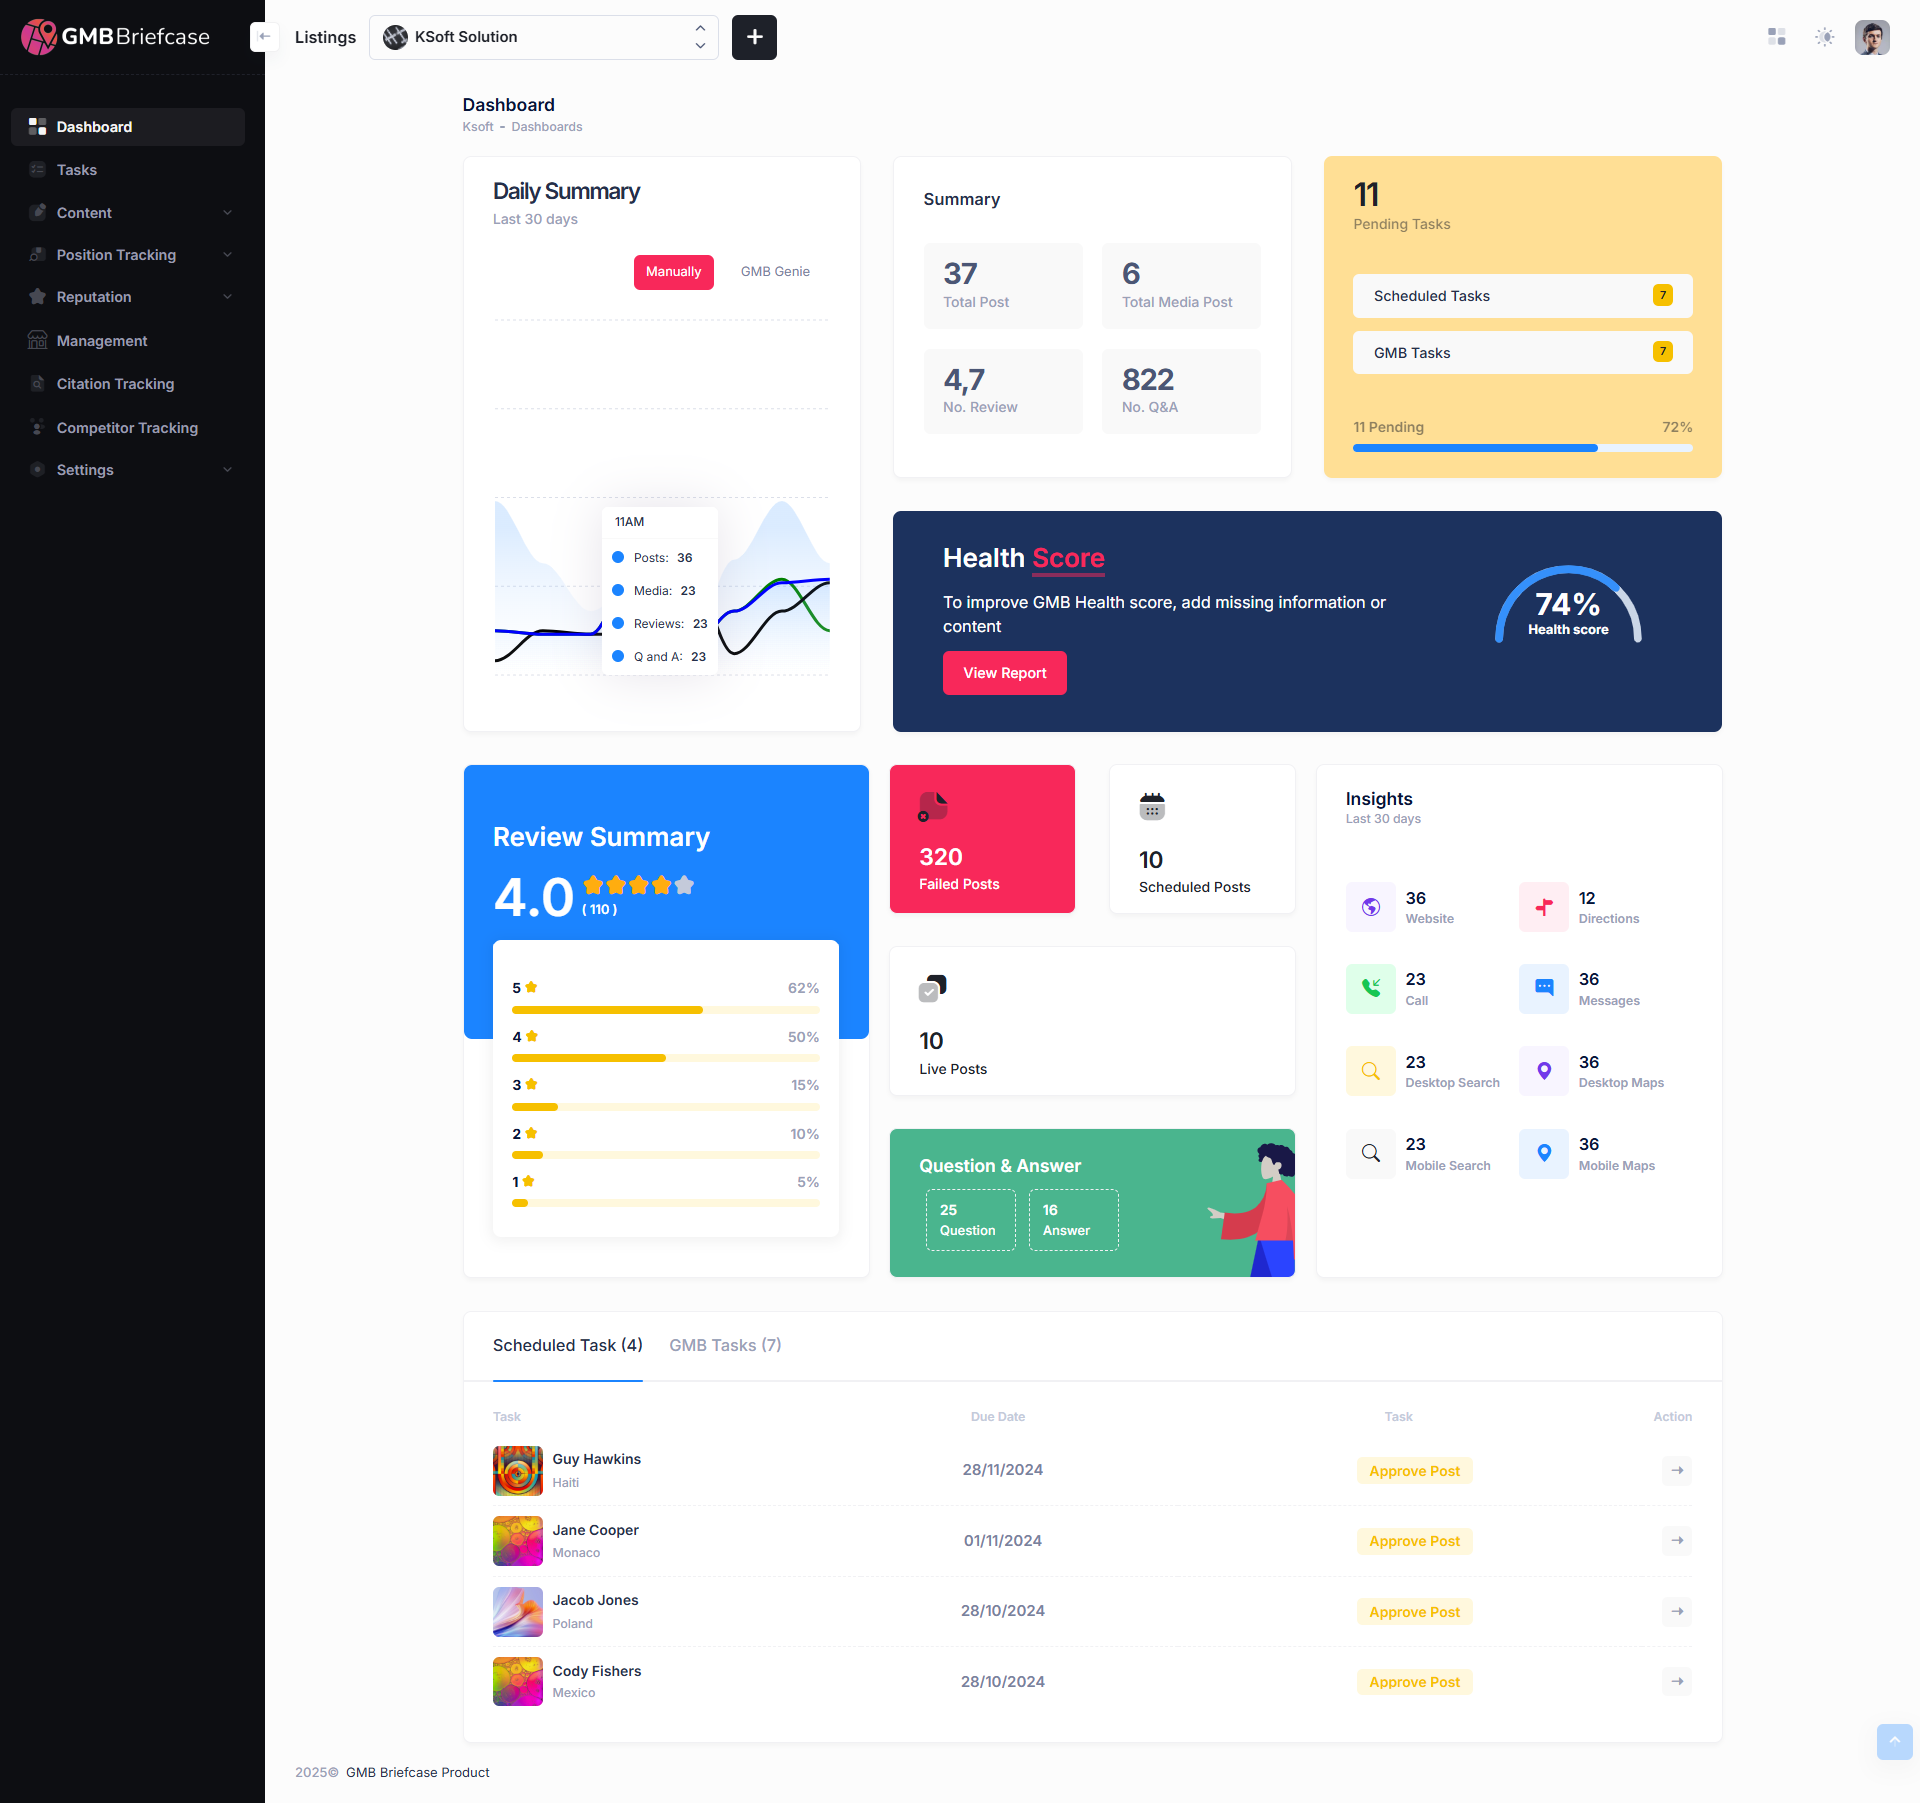 GMBBriefcase
Listings
KSoft Solution
Dashboard
Tasks
Content
Position Tracking
Reputation
Management
Citation Tracking
Competitor Tracking
Settings
Dashboard
Ksoft - Dashboards
Daily Summary
Last 30 days
Manually
GMB Genie
11AM
Posts: 36
Media: 23
Reviews: 23
Q and A: 23
Summary
37
Total Post
6
Total Media Post
4,7
No. Review
822
No. Q&A
11
Pending Tasks
Scheduled Tasks 7
GMB Tasks 7
11 Pending 72%
Health Score
To improve GMB Health score, add missing information or
content
View Report
74%
Health score
Review Summary
4.0
( 110 )
5 62%
4 50%
3 15%
2 10%
1 5%
320
Failed Posts
10
Scheduled Posts
10
Live Posts
Question & Answer
25
Question
16
Answer
Insights
Last 30 days
36
Website
12
Directions
23
Call
36
Messages
23
Desktop Search
36
Desktop Maps
23
Mobile Search
36
Mobile Maps
Scheduled Task (4) GMB Tasks (7)
Task Due Date Task Action
Guy Hawkins
Haiti
28/11/2024
Approve Post
Jane Cooper
Monaco
01/11/2024
Approve Post
Jacob Jones
Poland
28/10/2024
Approve Post
Cody Fishers
Mexico
28/10/2024
Approve Post
2025© GMB Briefcase Product